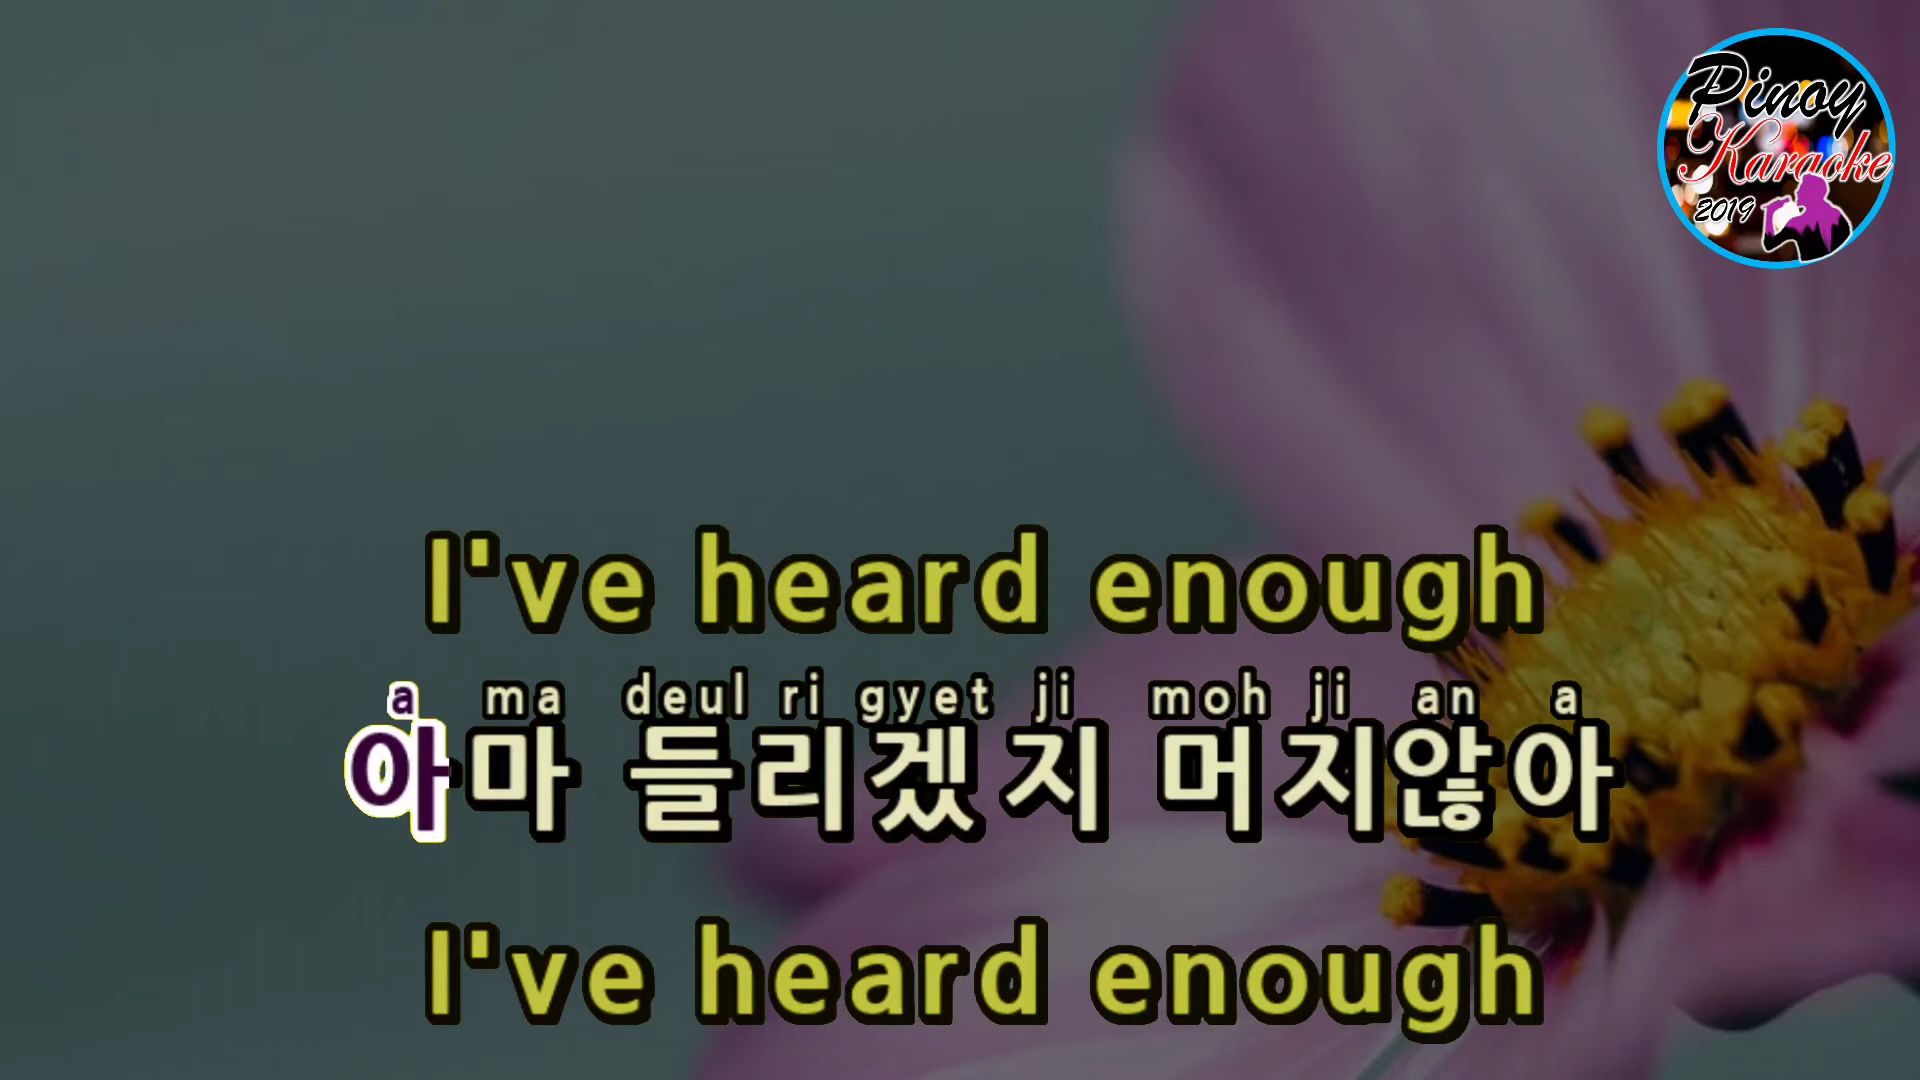 Pinoy
Karaoke
2019
I've heard enough
a ma deul ri gyet ji moh ji an a
아마 들리겠지 머지않아
I've heard enough